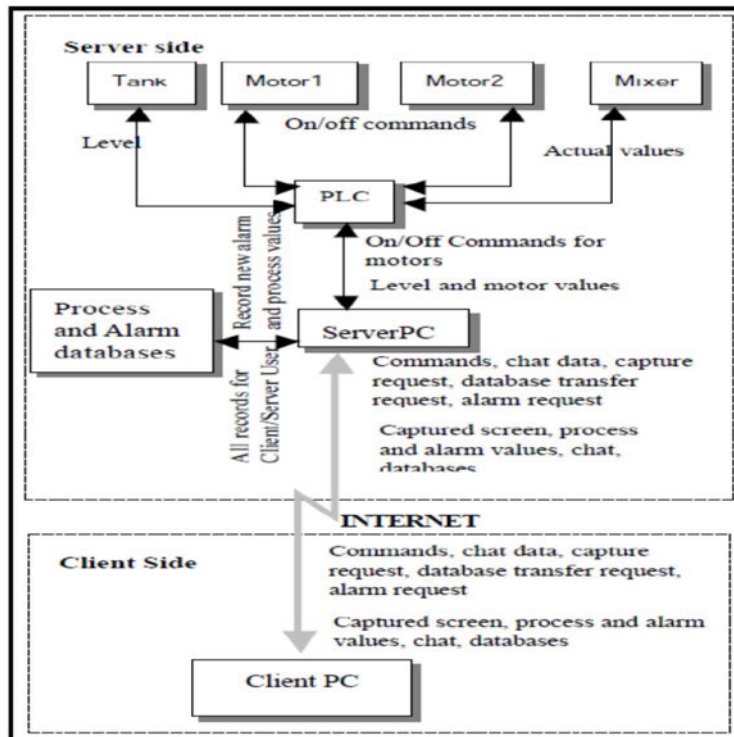 Server side
Tank
Motor1
Motor2
Mixer
On/off commands
Level
Actual values
PLC
On/Off Commands for
motors
Level and motor values
Record new alarm
and process values
Process
and Alarm
databases
ServerPC
All records for
Client/Server User
Commands, chat data, capture
request, database transfer
request, alarm request
Captured screen, process
and alarm values, chat,
databases
INTERNET
Client Side
Commands, chat data, capture
request, database transfer request,
alarm request
Captured screen, process and alarm
values, chat, databases
Client PC